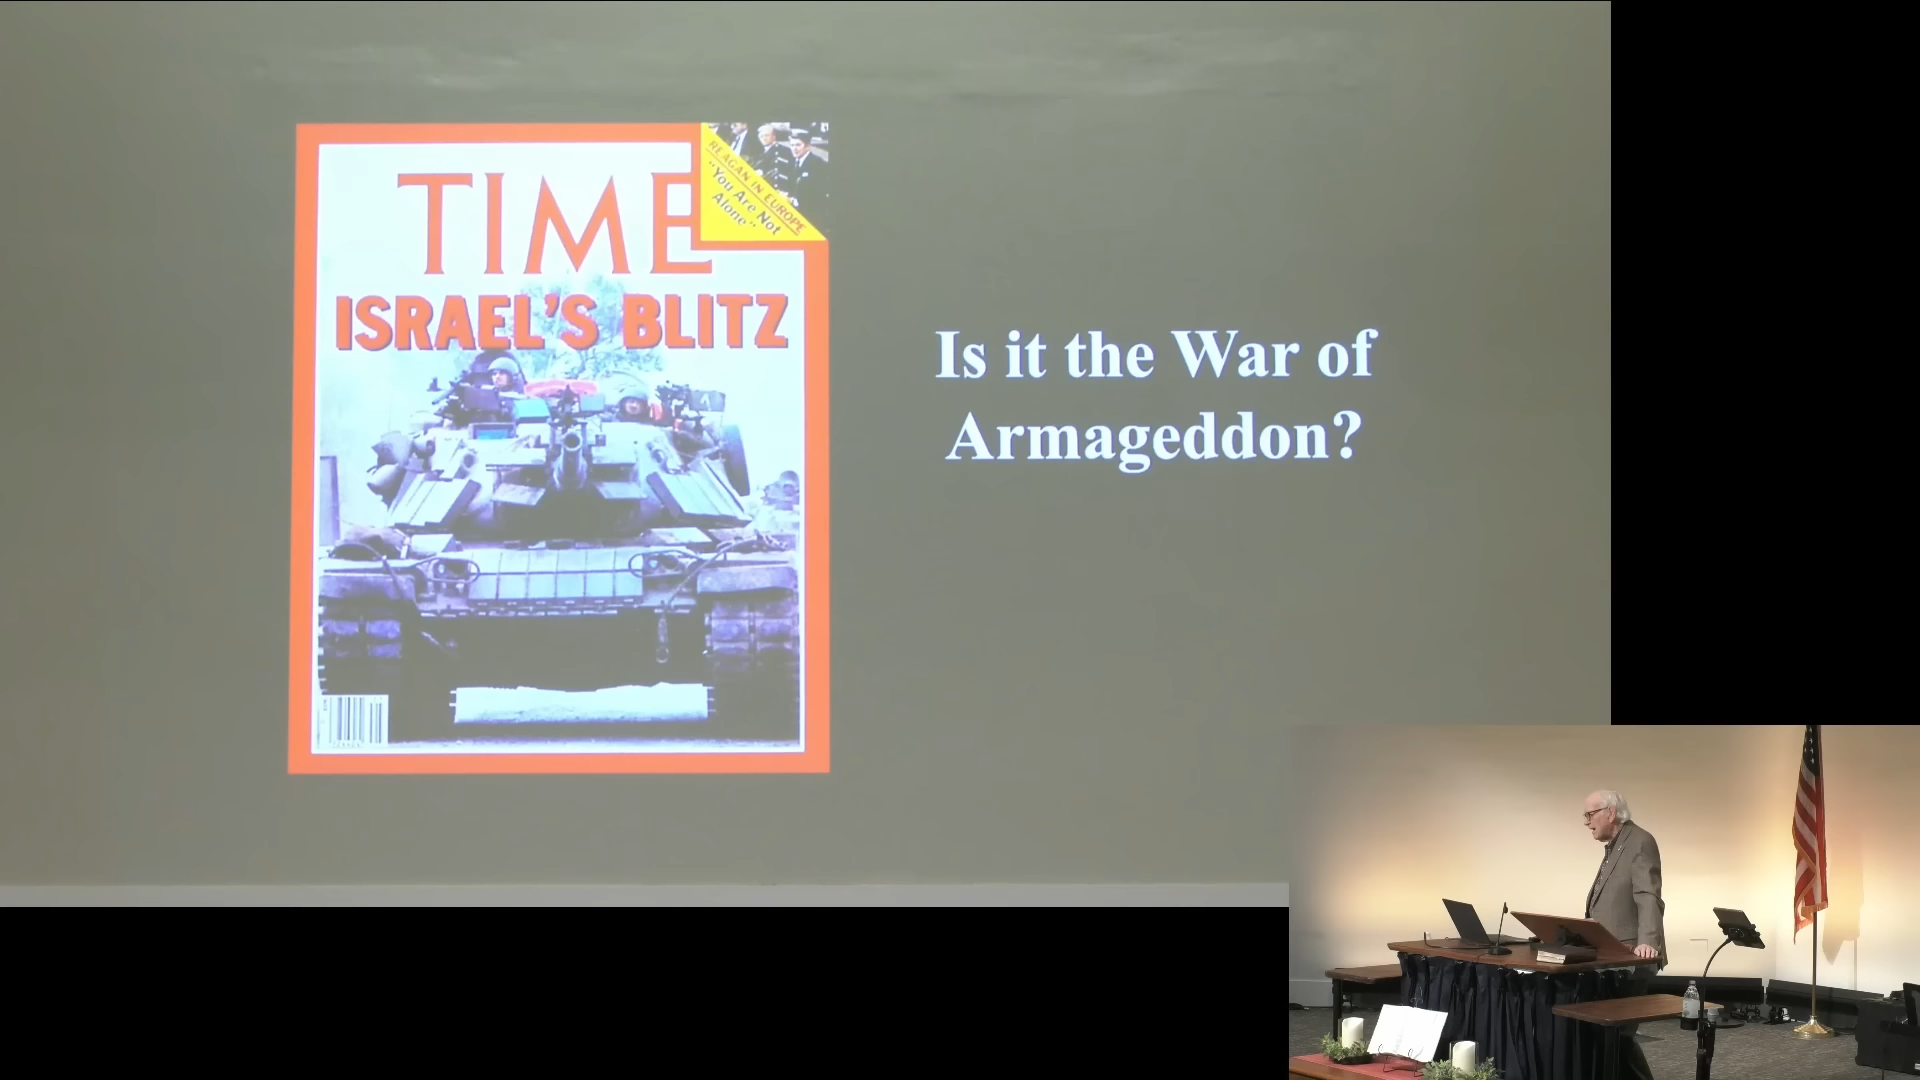 TIME
REAGAN IN EUROPE
"You Are Not
Alone"
ISRAEL'S BLITZ
Is it the War of
Armageddon?